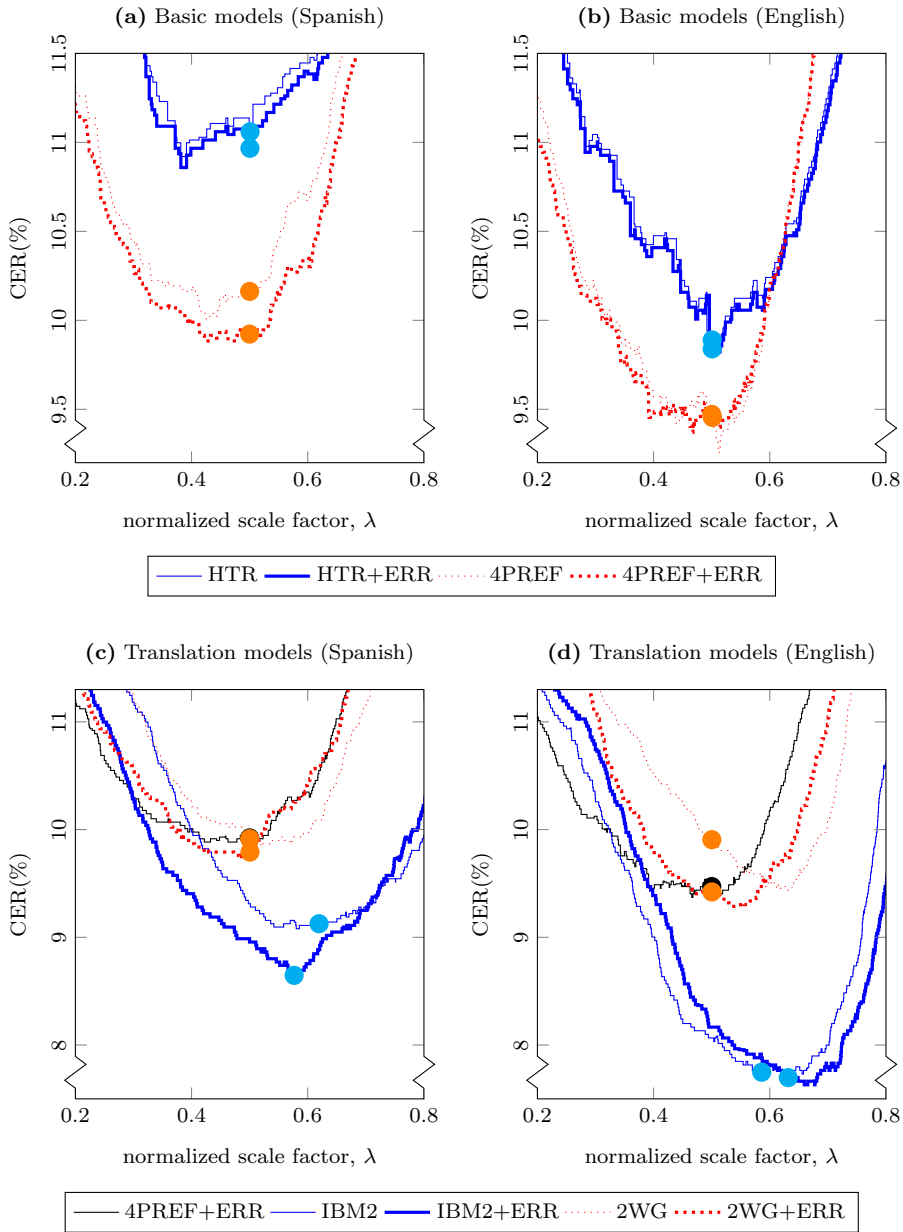 (a) Basic models (Spanish)
(b) Basic models (English)
CER(%)
11.5
11
10.5
10
9.5
0.2 0.4 0.6 0.8
normalized scale factor, λ
CER(%)
11.5
11
10.5
10
9.5
0.2 0.4 0.6 0.8
normalized scale factor, λ
HTR HTR+ERR 4PREF 4PREF+ERR
(c) Translation models (Spanish)
(d) Translation models (English)
CER(%)
11
10
9
8
0.2 0.4 0.6 0.8
normalized scale factor, λ
CER(%)
11
10
9
8
0.2 0.4 0.6 0.8
normalized scale factor, λ
4PREF+ERR IBM2 IBM2+ERR 2WG 2WG+ERR